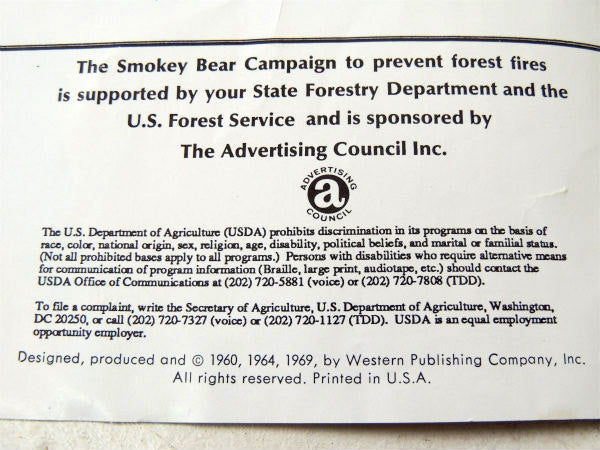 The Smokey Bear Campaign to prevent forest fires
is supported by your State Forestry Department and the
U.S. Forest Service and is sponsored by
The Advertising Council Inc.
ADVERTISING
a
COUNCIL
The U.S. Department of Agriculture (USDA) prohibits discrimination in its programs on the basis of
race, color, national origin, sex, religion, age, disability, political beliefs, and marital or familial status.
(Not all prohibited bases apply to all programs.) Persons with disabilities who require alternative means
for communication of program information (Braille, large print, audiotape, etc.) should contact the
USDA Office of Communications at (202) 720-5881 (voice) or (202) 720-7808 (TDD).
To file a complaint, write the Secretary of Agriculture, U.S. Department of Agriculture, Washington,
DC 20250, or call (202) 720-7327 (voice) or (202) 720-1127 (TDD). USDA is an equal employment
opportunity employer.
Designed, produced and © 1960, 1964, 1969, by Western Publishing Company, Inc.
All rights reserved. Printed in U.S.A.